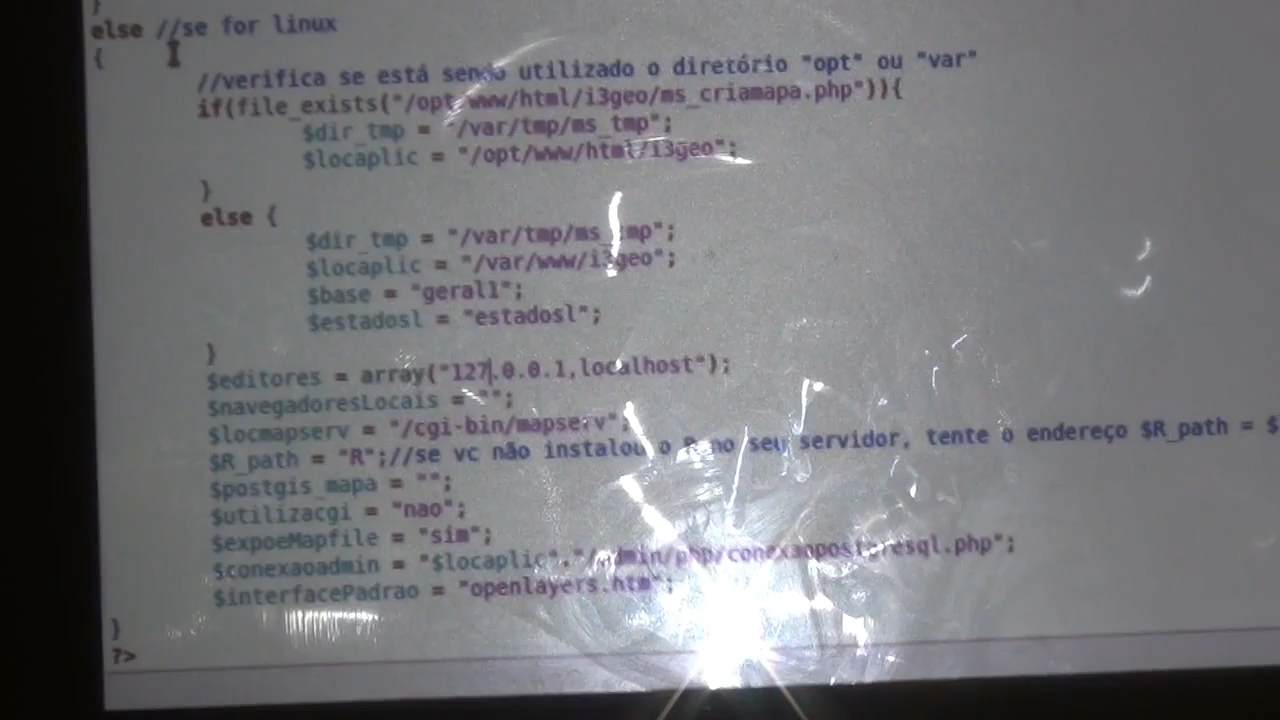 }
else //se for linux
{
//verifica se está sendo utilizado o diretório "opt" ou "var"
if(file_exists("/opt/www/html/i3geo/ms_criamapa.php")){
$dir_tmp = "/var/tmp/ms_tmp";
$locaplic = "/opt/www/html/i3geo";
}
else {
$dir_tmp = "/var/tmp/ms_tmp";
$locaplic = "/var/www/i3geo";
$base = "geral1";
$estadosl = "estadosl";
}
$editores = array("127.0.0.1,localhost");
$navegadoresLocais = "";
$locmapserv = "/cgi-bin/mapserv";
$R_path = "R";//se vc não instalou o R no seu servidor, tente o endereço $R_path = $
$postgis_mapa = "";
$utilizacgi = "nao";
$expoeMapfile = "sim";
$conexaoadmin = "$locaplic"."/admin/php/conexaopostgresql.php";
$interfacePadrao = "openlayers.htm";
}
?>